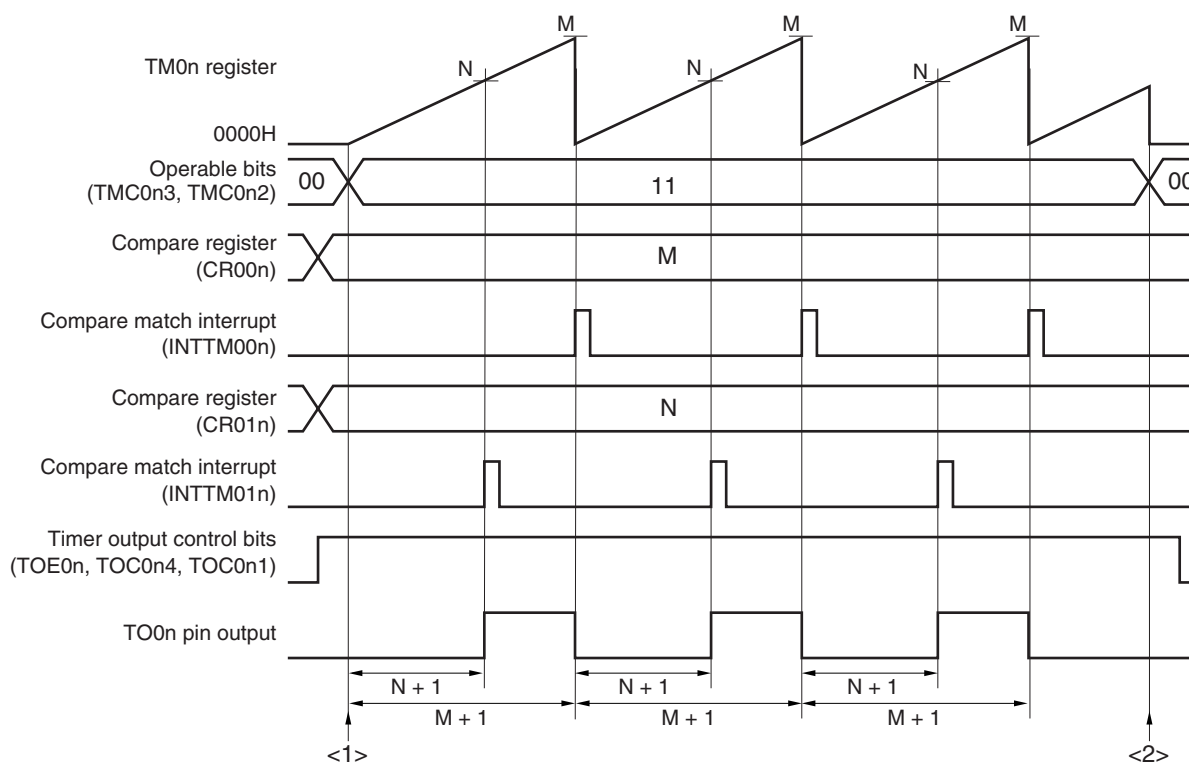 M M M
TM0n register N N N
0000H
Operable bits
(TMC0n3, TMC0n2) 00 11 00
Compare register
(CR00n) M
Compare match interrupt
(INTTM00n)
Compare register
(CR01n) N
Compare match interrupt
(INTTM01n)
Timer output control bits
(TOE0n, TOC0n4, TOC0n1)
TO0n pin output
N + 1 N + 1 N + 1
M + 1 M + 1 M + 1
<1> <2>